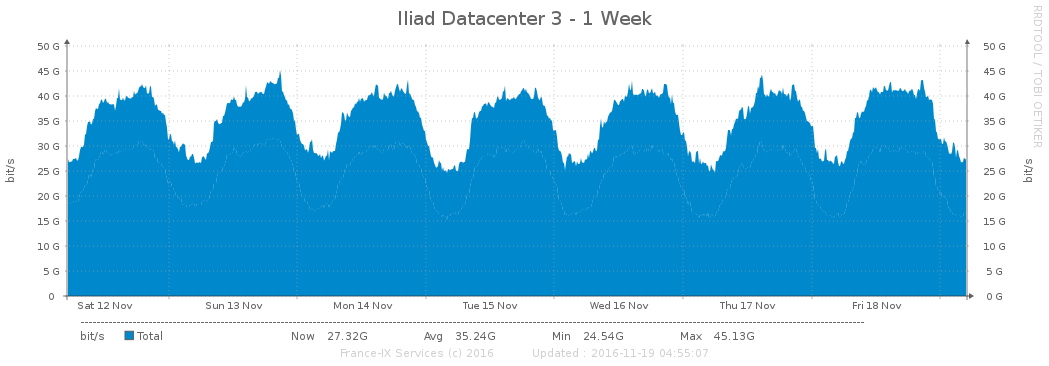 Iliad Datacenter 3 - 1 Week
RRDTOOL / TOBI OETIKER
bit/s
50 G 50 G
45 G 45 G
40 G 40 G
35 G 35 G
30 G 30 G
25 G 25 G
20 G 20 G
15 G 15 G
10 G 10 G
5 G 5 G
0 0 G
bit/s
Sat 12 Nov Sun 13 Nov Mon 14 Nov Tue 15 Nov Wed 16 Nov Thu 17 Nov Fri 18 Nov
bit/s Total Now 27.32G Avg 35.24G Min 24.54G Max 45.13G
France-IX Services (c) 2016 Updated : 2016-11-19 04:55:07